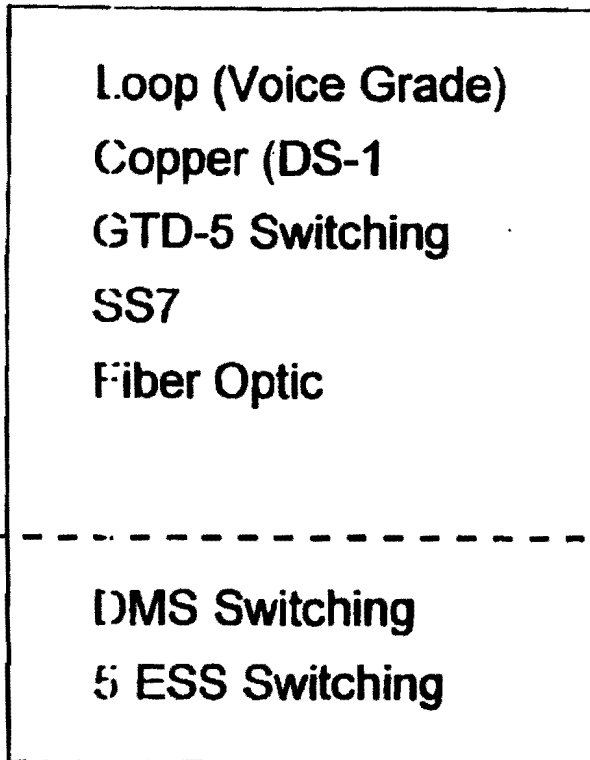 Loop (Voice Grade)
Copper (DS-1
GTD-5 Switching
SS7
Fiber Optic
DMS Switching
5 ESS Switching